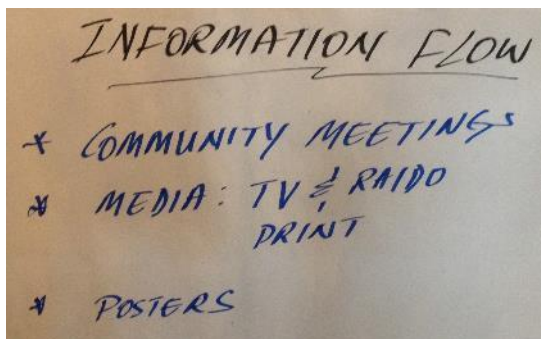 INFORMATION FLOW
* COMMUNITY MEETINGS
* MEDIA: TV & RAIDO
PRINT
* POSTERS